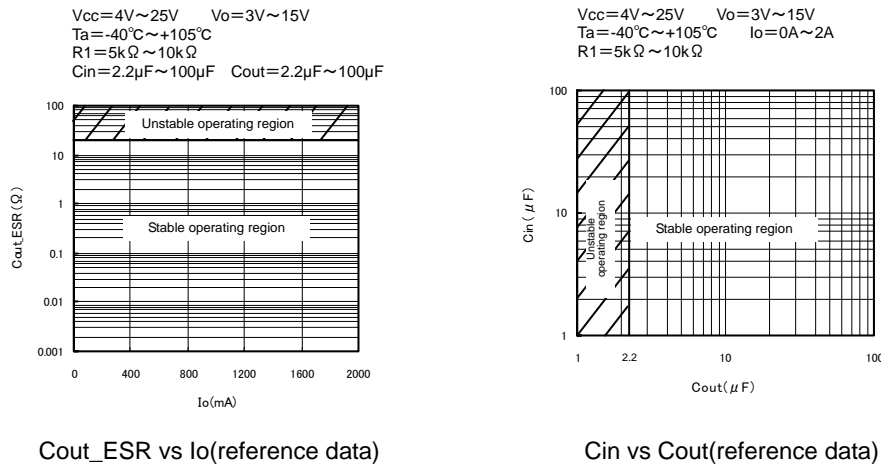 Vcc=4V～25V Vo=3V～15V
Ta=-40℃～+105℃
R1=5kΩ～10kΩ
Cin=2.2µF～100µF Cout=2.2µF～100µF
Unstable operating region
Stable operating region
Cout_ESR(Ω)
100
10
1
0.1
0.01
0.001
0 400 800 1200 1600 2000
Io(mA)
Cout_ESR vs Io(reference data)
Vcc=4V～25V Vo=3V～15V
Ta=-40℃～+105℃ Io=0A～2A
R1=5kΩ～10kΩ
Unstable
operating region
Stable operating region
Cin(μF)
100
10
1
1 2.2 10 100
Cout(μF)
Cin vs Cout(reference data)